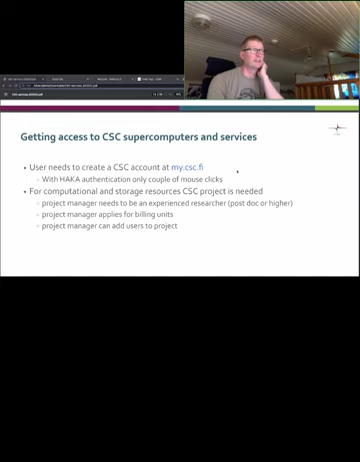 Getting access to CSC supercomputers and services
• User needs to create a CSC account at my.csc.fi
◦ With HAKA authentication only couple of mouse clicks
• For computational and storage resources CSC project is needed
◦ project manager needs to be an experienced researcher (post doc or higher)
◦ project manager applies for billing units
◦ project manager can add users to project